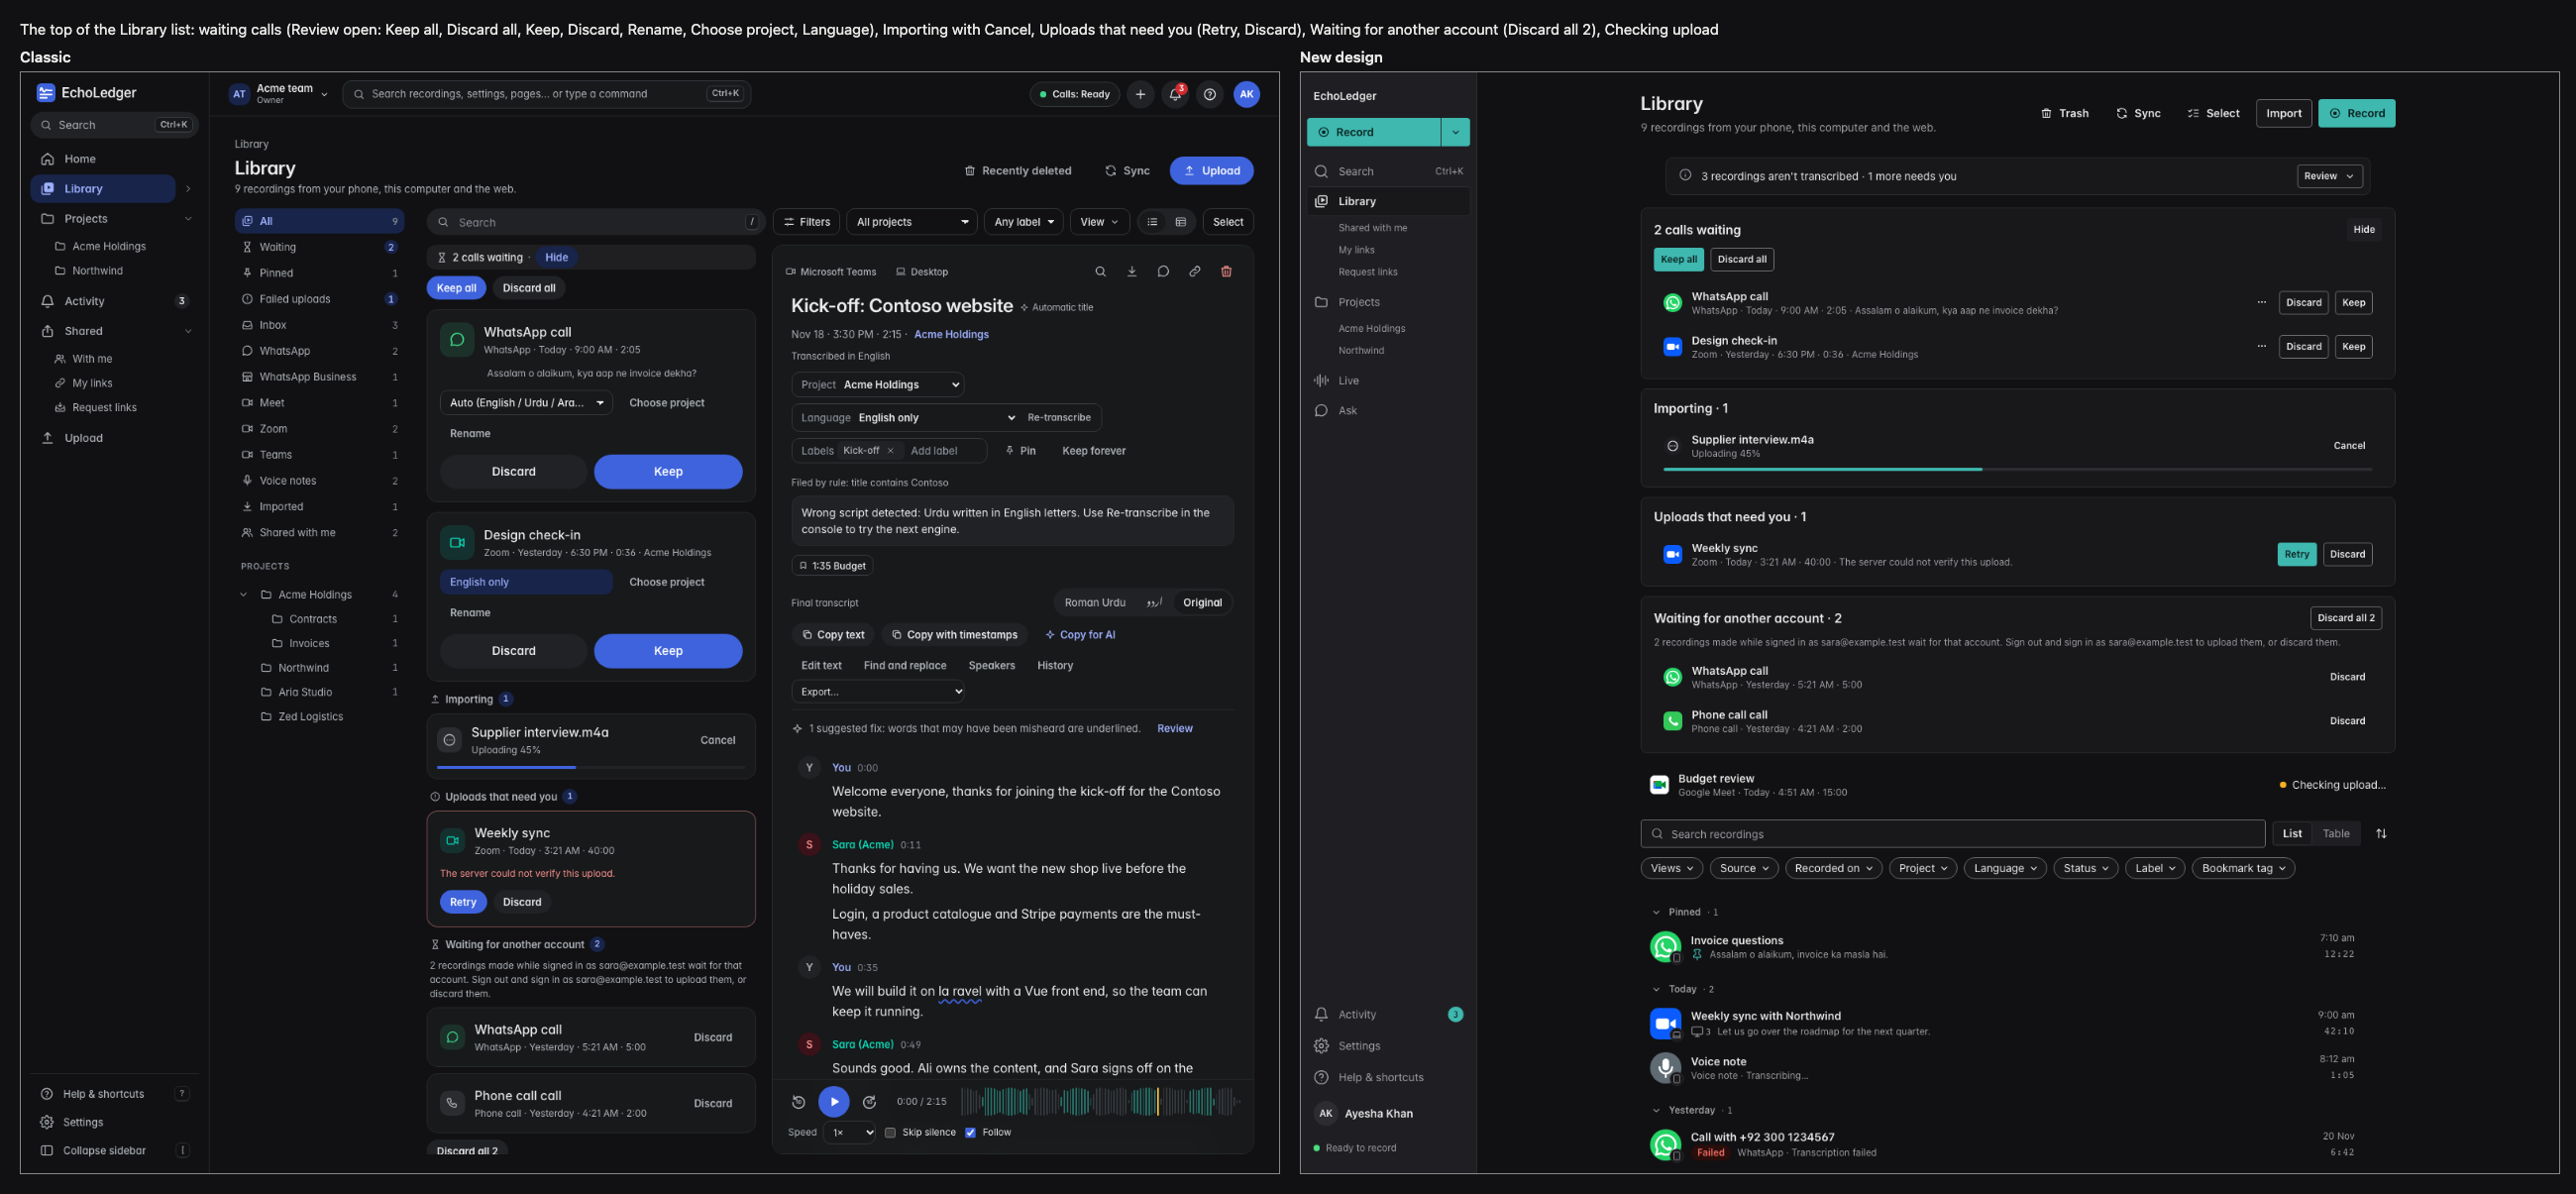 The top of the Library list: waiting calls (Review open: Keep all, Discard all, Keep, Discard, Rename, Choose project, Language), Importing with Cancel, Uploads that need you (Retry, Discard), Waiting for another account (Discard all 2), Checking upload
Classic
EchoLedger
Search Ctrl+K
Home
Library
Projects
Acme Holdings
Northwind
Activity 3
Shared
With me
My links
Request links
Upload
Help & shortcuts ?
Settings
Collapse sidebar [
AT Acme team
Owner
Search recordings, settings, pages... or type a command Ctrl+K
Calls: Ready
3
AK
Library
Library
9 recordings from your phone, this computer and the web.
Recently deleted
Sync
Upload
All 9
Waiting 2
Pinned 1
Failed uploads 1
Inbox 3
WhatsApp 2
WhatsApp Business 1
Meet 1
Zoom 2
Teams 1
Voice notes 2
Imported 1
Shared with me 2
PROJECTS
Acme Holdings 4
Contracts 1
Invoices 1
Northwind 1
Aria Studio 1
Zed Logistics
Search /
Filters
All projects
Any label
View
Select
2 calls waiting · Hide
Keep all Discard all
WhatsApp call
WhatsApp · Today · 9:00 AM · 2:05
Assalam o alaikum, kya aap ne invoice dekha?
Auto (English / Urdu / Ara... Choose project
Rename
Discard Keep
Design check-in
Zoom · Yesterday · 6:30 PM · 0:36 · Acme Holdings
English only Choose project
Rename
Discard Keep
Importing 1
Supplier interview.m4a
Uploading 45%
Cancel
Uploads that need you 1
Weekly sync
Zoom · Today · 3:21 AM · 40:00
The server could not verify this upload.
Retry Discard
Waiting for another account 2
2 recordings made while signed in as sara@example.test wait for that
account. Sign out and sign in as sara@example.test to upload them, or
discard them.
WhatsApp call
WhatsApp · Yesterday · 5:21 AM · 5:00
Discard
Phone call call
Phone call · Yesterday · 4:21 AM · 2:00
Discard
Discard all 2
Microsoft Teams Desktop
Kick-off: Contoso website Automatic title
Nov 18 · 3:30 PM · 2:15 · Acme Holdings
Transcribed in English
Project Acme Holdings
Language English only Re-transcribe
Labels Kick-off × Add label Pin Keep forever
Filed by rule: title contains Contoso
Wrong script detected: Urdu written in English letters. Use Re-transcribe in the
console to try the next engine.
1:35 Budget
Final transcript
Roman Urdu اردو Original
Copy text Copy with timestamps Copy for AI
Edit text Find and replace Speakers History
Export...
1 suggested fix: words that may have been misheard are underlined. Review
Y You 0:00
Welcome everyone, thanks for joining the kick-off for the Contoso
website.
S Sara (Acme) 0:11
Thanks for having us. We want the new shop live before the
holiday sales.
Login, a product catalogue and Stripe payments are the must-
haves.
Y You 0:35
We will build it on la ravel with a Vue front end, so the team can
keep it running.
S Sara (Acme) 0:49
Sounds good. Ali owns the content, and Sara signs off on the
0:00 / 2:15
Speed 1× Skip silence Follow
New design
EchoLedger
Record
Search Ctrl+K
Library
Shared with me
My links
Request links
Projects
Acme Holdings
Northwind
Live
Ask
Activity 3
Settings
Help & shortcuts
AK Ayesha Khan
Ready to record
Library
9 recordings from your phone, this computer and the web.
Trash
Sync
Select
Import
Record
3 recordings aren't transcribed · 1 more needs you
Review
2 calls waiting
Hide
Keep all Discard all
WhatsApp call
WhatsApp · Today · 9:00 AM · 2:05 · Assalam o alaikum, kya aap ne invoice dekha?
Discard Keep
Design check-in
Zoom · Yesterday · 6:30 PM · 0:36 · Acme Holdings
Discard Keep
Importing · 1
Supplier interview.m4a
Uploading 45%
Cancel
Uploads that need you · 1
Weekly sync
Zoom · Today · 3:21 AM · 40:00 · The server could not verify this upload.
Retry Discard
Waiting for another account · 2
Discard all 2
2 recordings made while signed in as sara@example.test wait for that account. Sign out and sign in as sara@example.test to upload them, or discard them.
WhatsApp call
WhatsApp · Yesterday · 5:21 AM · 5:00
Discard
Phone call call
Phone call · Yesterday · 4:21 AM · 2:00
Discard
Budget review
Google Meet · Today · 4:51 AM · 15:00
Checking upload...
Search recordings
List Table
Views Source Recorded on Project Language Status Label Bookmark tag
Pinned · 1
Invoice questions 7:10 am
Assalam o alaikum, invoice ka masla hai. 12:22
Today · 2
Weekly sync with Northwind 9:00 am
3 Let us go over the roadmap for the next quarter. 42:10
Voice note 8:12 am
Voice note · Transcribing... 1:05
Yesterday · 1
Call with +92 300 1234567 20 Nov
Failed WhatsApp · Transcription failed 6:42